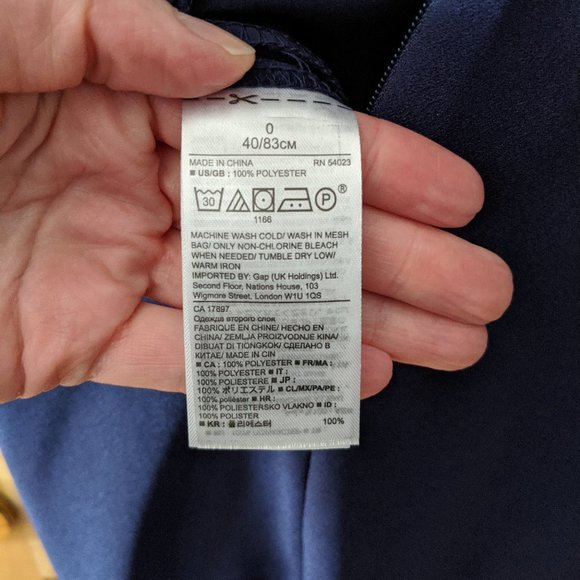 0
40/83CM
MADE IN CHINA RN 54023
■ US/GB : 100% POLYESTER
30 P ®
1166
MACHINE WASH COLD/ WASH IN MESH
BAG/ ONLY NON-CHLORINE BLEACH
WHEN NEEDED/ TUMBLE DRY LOW/
WARM IRON
IMPORTED BY: Gap (UK Holdings) Ltd.
Second Floor, Nations House, 103
Wigmore Street, London W1U 1QS
CA 17897
Одежда второго слоя
FABRIQUÉ EN CHINE/ HECHO EN
CHINA/ ZEMLJA PROIZVODNJE KINA/
DIBUAT DI TIONGKOK/ СДЕЛАНО В
КИТАЕ/ MADE IN CIN
■ CA : 100% POLYESTER ■ FR/MA :
100% POLYESTER ■ IT :
100% POLIESTERE ■ JP :
100% ポリエステル ■ CL/MX/PA/PE :
100% poliéster ■ HR :
100% POLIESTERSKO VLAKNO ■ ID :
100% POLISTER
■ KR : 폴리에스터 100%